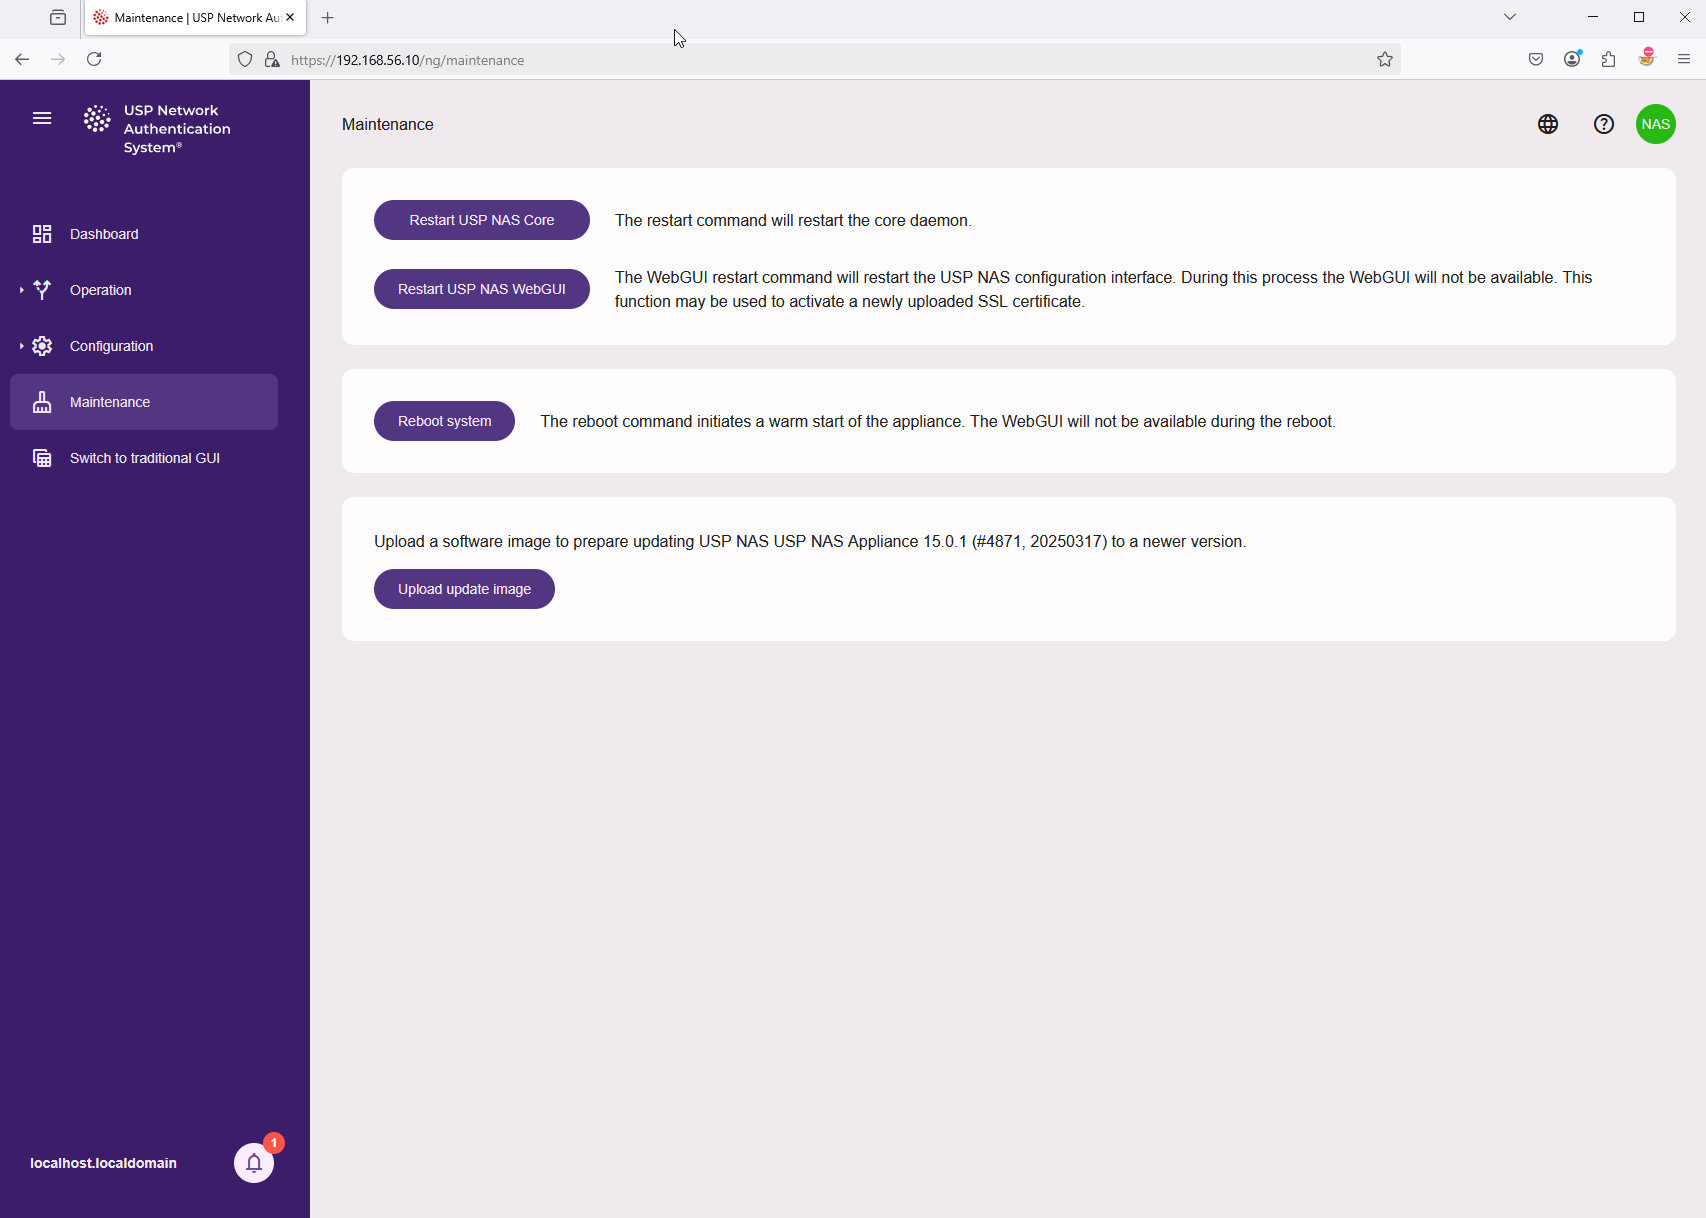 Maintenance | USP Network Au
https://192.168.56.10/ng/maintenance
USP Network
Authentication
System®
Dashboard
Operation
Configuration
Maintenance
Switch to traditional GUI
localhost.localdomain
1
Maintenance
NAS
Restart USP NAS Core
The restart command will restart the core daemon.
Restart USP NAS WebGUI
The WebGUI restart command will restart the USP NAS configuration interface. During this process the WebGUI will not be available. This
function may be used to activate a newly uploaded SSL certificate.
Reboot system
The reboot command initiates a warm start of the appliance. The WebGUI will not be available during the reboot.
Upload a software image to prepare updating USP NAS USP NAS Appliance 15.0.1 (#4871, 20250317) to a newer version.
Upload update image